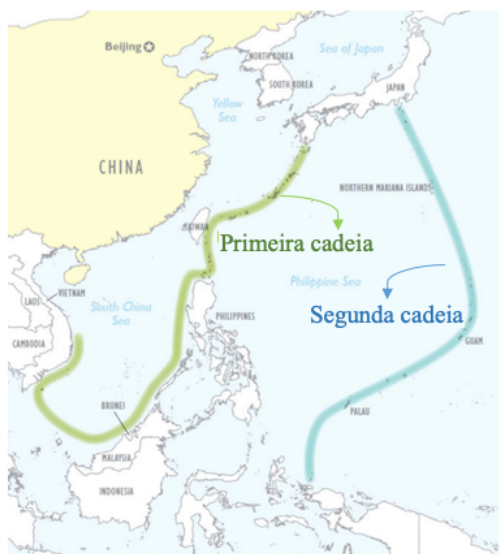 Beijing
Sea of Japan
NORTH KOREA
SOUTH KOREA
JAPAN
Yellow
Sea
CHINA
NORTHERN MARIANA ISLANDS
TAIWAN
Primeira cadeia
Philippine Sea
LAOS
VIETNAM
South China
Sea
PHILIPPINES
Segunda cadeia
CAMBODIA
GUAM
BRUNEI
PALAU
MALAYSIA
INDONESIA